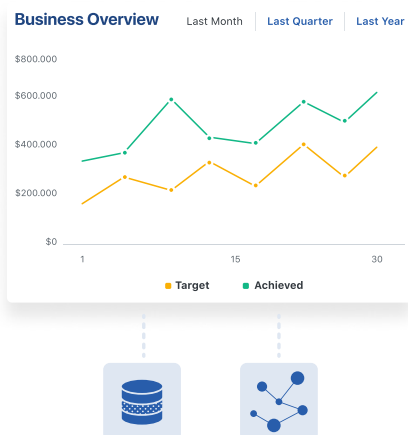 Business Overview Last Month Last Quarter Last Year
$800.000
$600.000
$400.000
$200.000
$0
1 15 30
Target Achieved